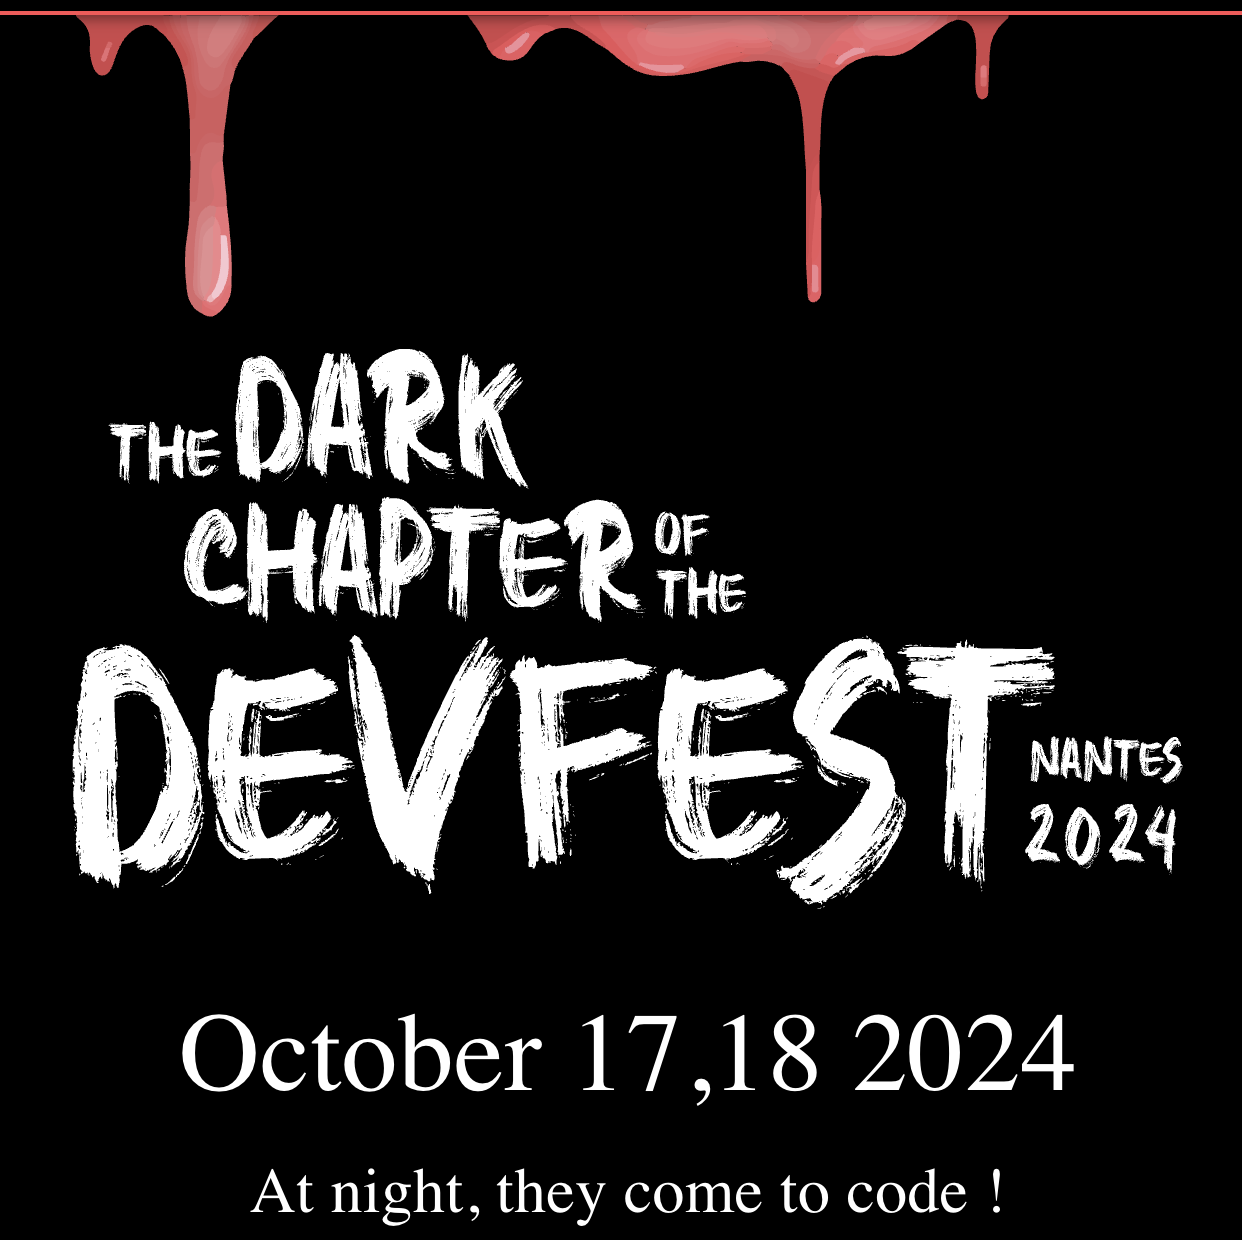 THE DARK
CHAPTER OF THE
DEVFEST NANTES 2024
October 17,18 2024
At night, they come to code !